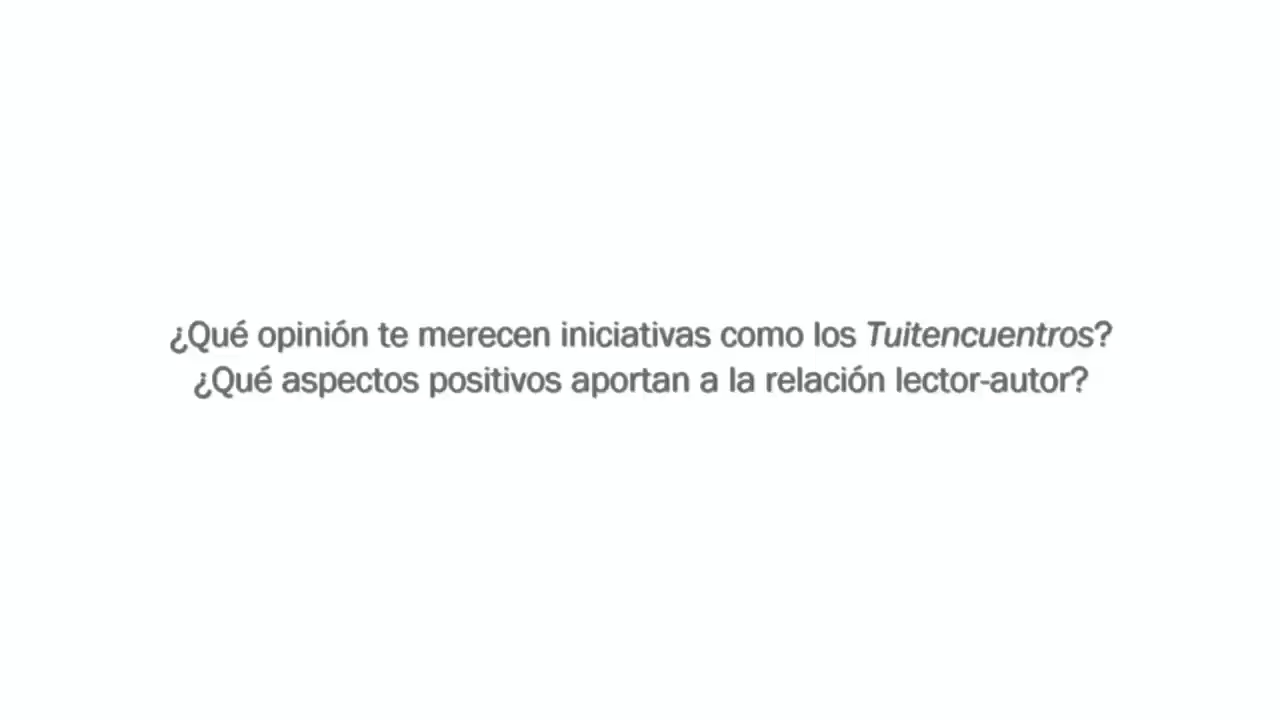 ¿Qué opinión te merecen iniciativas como los Tuitencuentros?
¿Qué aspectos positivos aportan a la relación lector-autor?